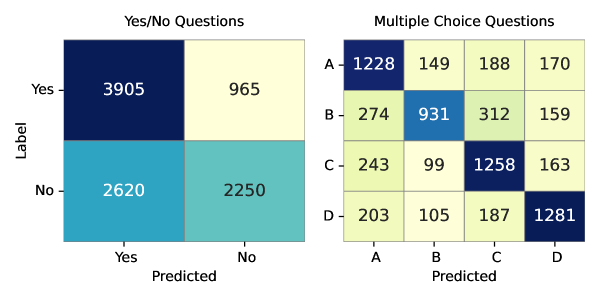 Yes/No Questions
Multiple Choice Questions
Label
Yes 3905 965
No 2620 2250
Yes No
Predicted
A 1228 149 188 170
B 274 931 312 159
C 243 99 1258 163
D 203 105 187 1281
A B C D
Predicted